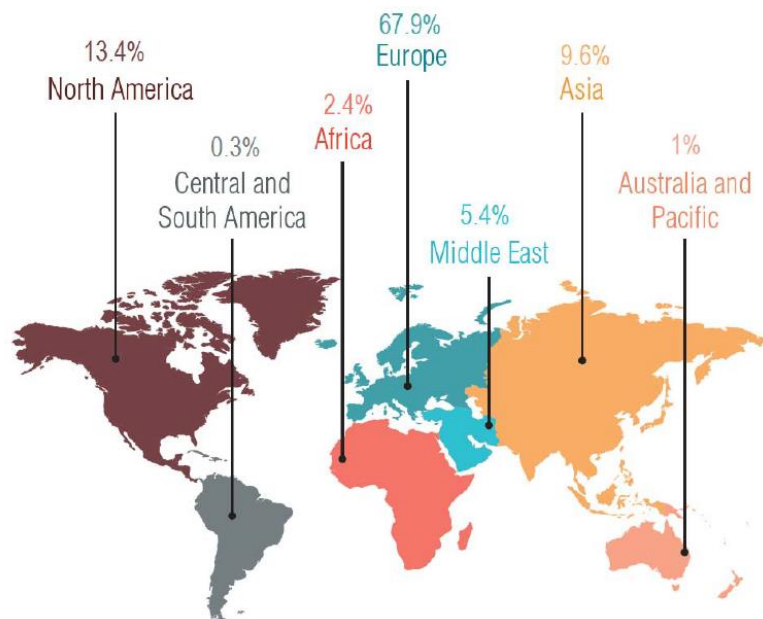 13.4%
North America
0.3%
Central and
South America
2.4%
Africa
67.9%
Europe
5.4%
Middle East
9.6%
Asia
1%
Australia and
Pacific